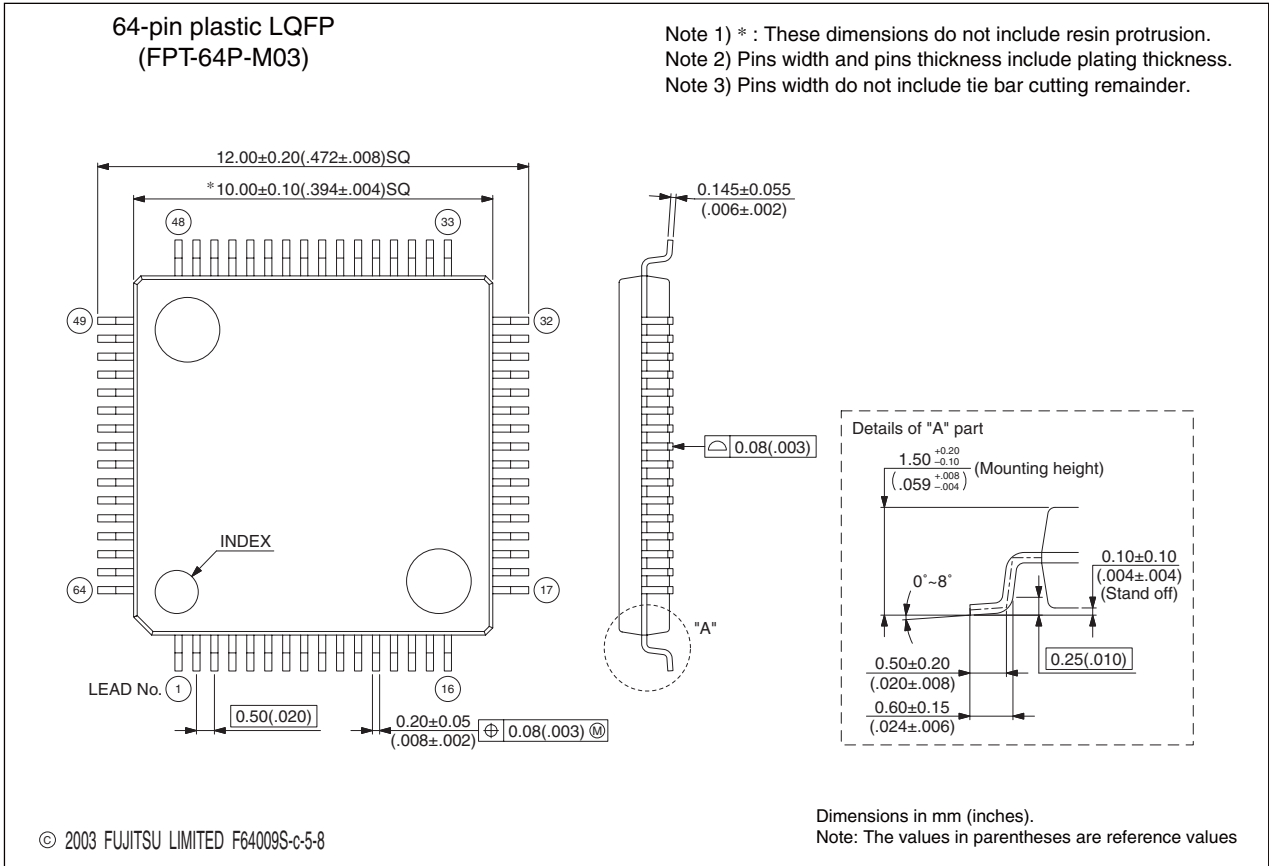 64-pin plastic LQFP
(FPT-64P-M03)
Note 1) * : These dimensions do not include resin protrusion.
Note 2) Pins width and pins thickness include plating thickness.
Note 3) Pins width do not include tie bar cutting remainder.
12.00±0.20(.472±.008)SQ
*10.00±0.10(.394±.004)SQ
0.145±0.055
(.006±.002)
48
33
49
32
0.08(.003)
INDEX
64
17
"A"
LEAD No. 1
16
0.50(.020)
0.20±0.05
(.008±.002)
⌖ 0.08(.003) Ⓜ
Details of "A" part
1.50 +0.20 –0.10 (Mounting height)
(.059 +.008 –.004)
0˚~8˚
0.10±0.10
(.004±.004)
(Stand off)
0.25(.010)
0.50±0.20
(.020±.008)
0.60±0.15
(.024±.006)
© 2003 FUJITSU LIMITED F64009S-c-5-8
Dimensions in mm (inches).
Note: The values in parentheses are reference values